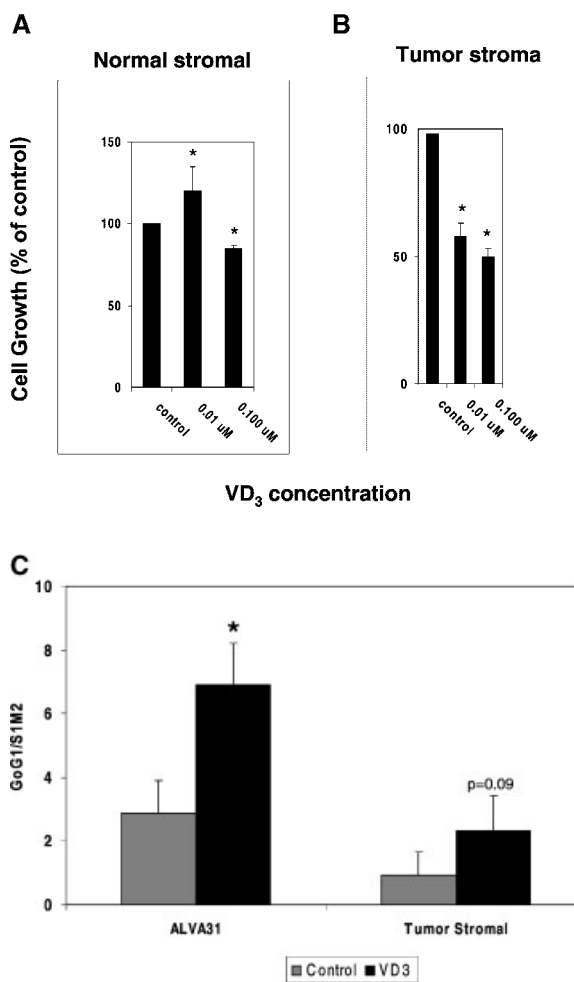 A
B
Normal stromal
Tumor stroma
Cell Growth (% of control)
150
100
50
0
*
*
control
0.01 uM
0.100 uM
100
50
0
*
*
control
0.01 uM
0.100 uM
VD₃ concentration
C
GoG1/S1M2
10
8
6
4
2
0
*
p=0.09
ALVA31
Tumor Stromal
Control
VD3